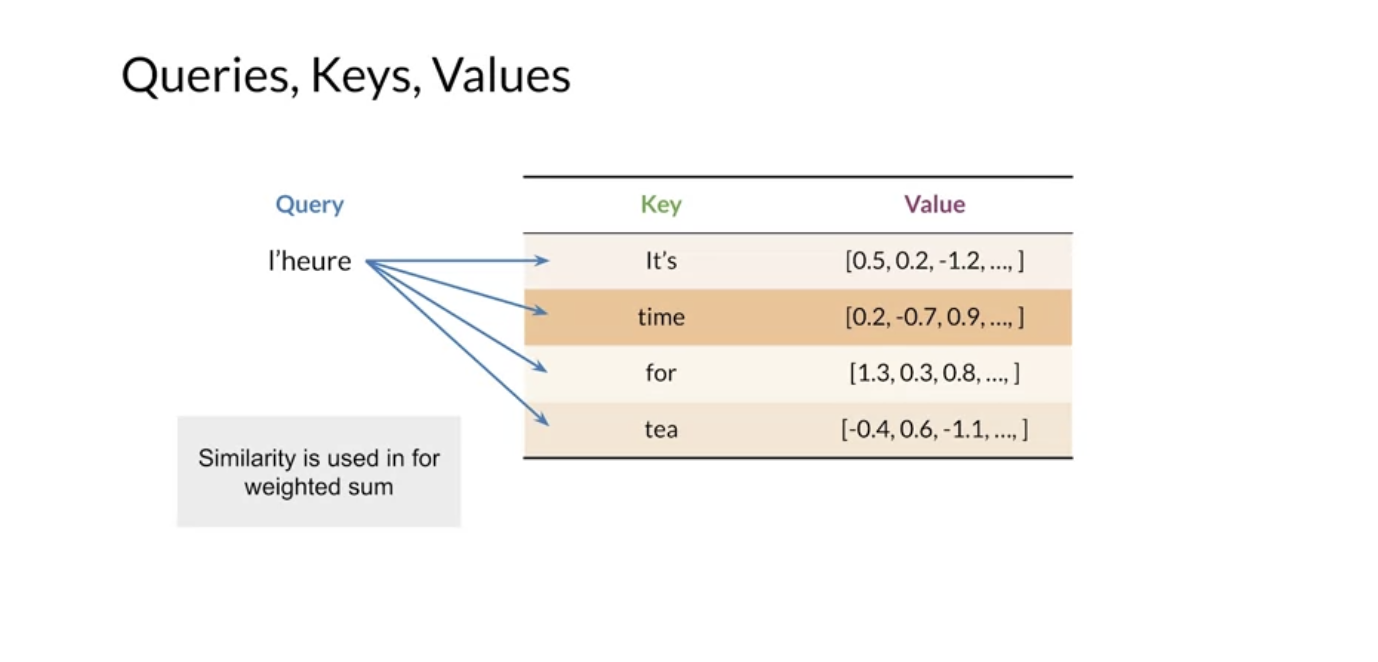 Queries, Keys, Values
Query Key Value
l'heure It's [0.5, 0.2, -1.2, ..., ]
time [0.2, -0.7, 0.9, ..., ]
for [1.3, 0.3, 0.8, ..., ]
tea [-0.4, 0.6, -1.1, ..., ]
Similarity is used in for
weighted sum